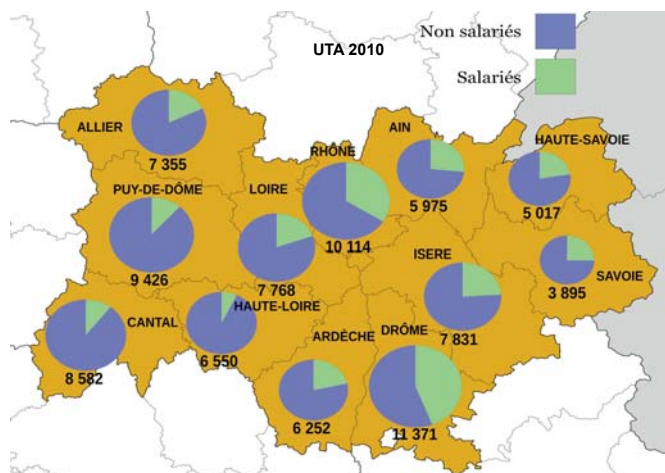 Non salariés
UTA 2010
Salariés
ALLIER
7 355
AIN
5 975
RHÔNE
10 114
HAUTE-SAVOIE
5 017
PUY-DE-DÔME
9 426
LOIRE
7 768
ISERE
7 831
SAVOIE
3 895
CANTAL
8 582
HAUTE-LOIRE
6 550
ARDÈCHE
6 252
DRÔME
11 371